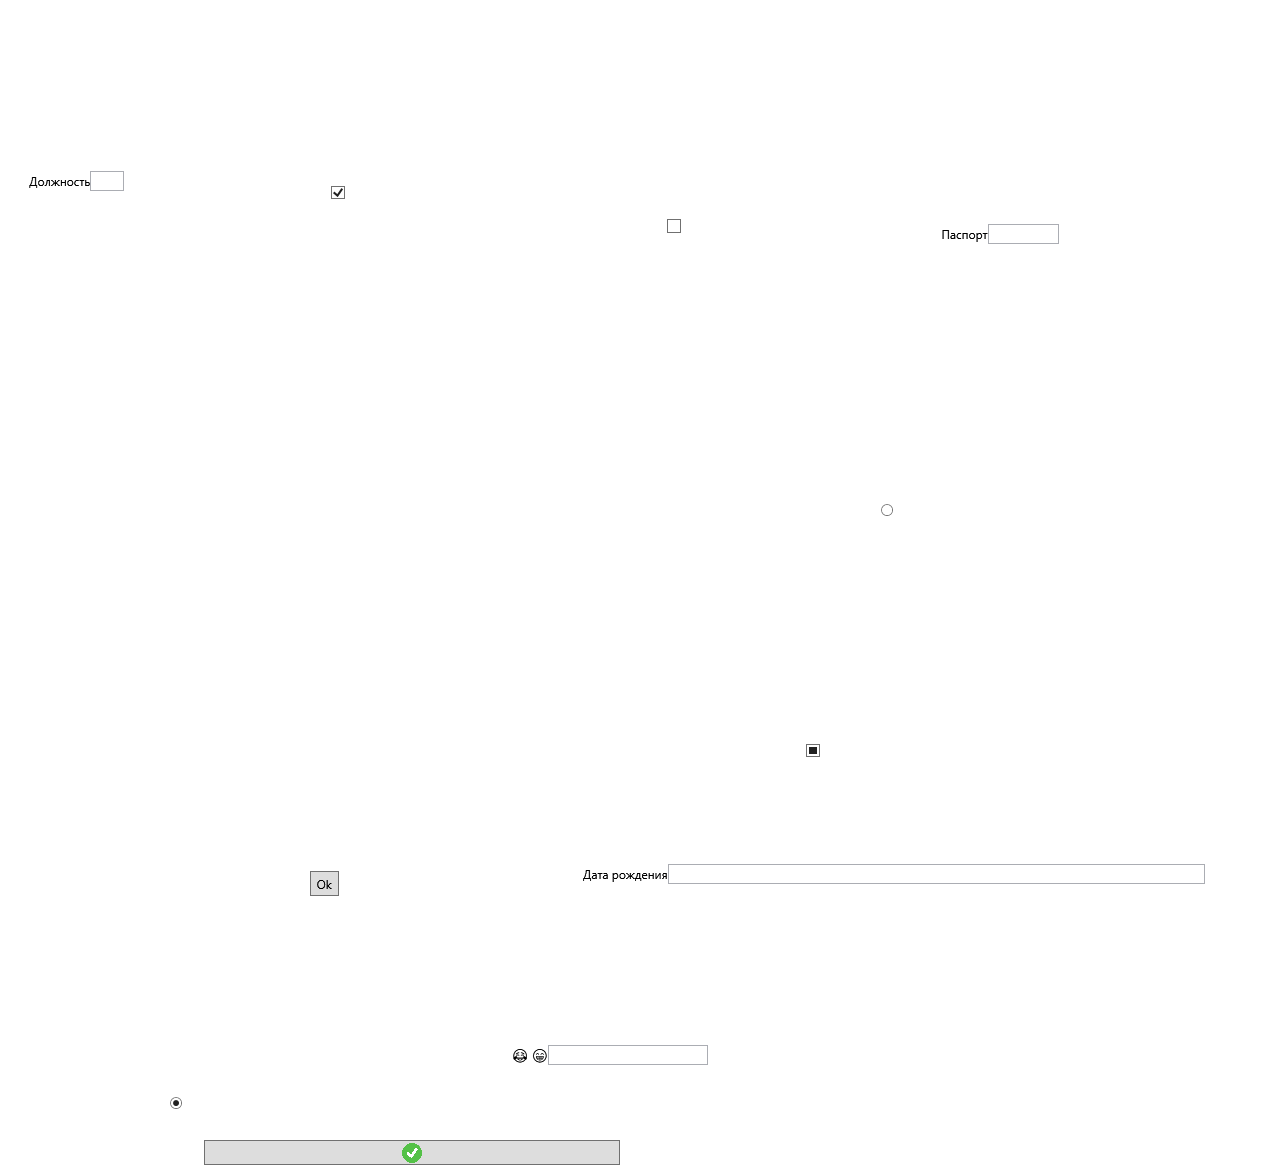 Должность
Паспорт
Дата рождения
Ok
😂 😁